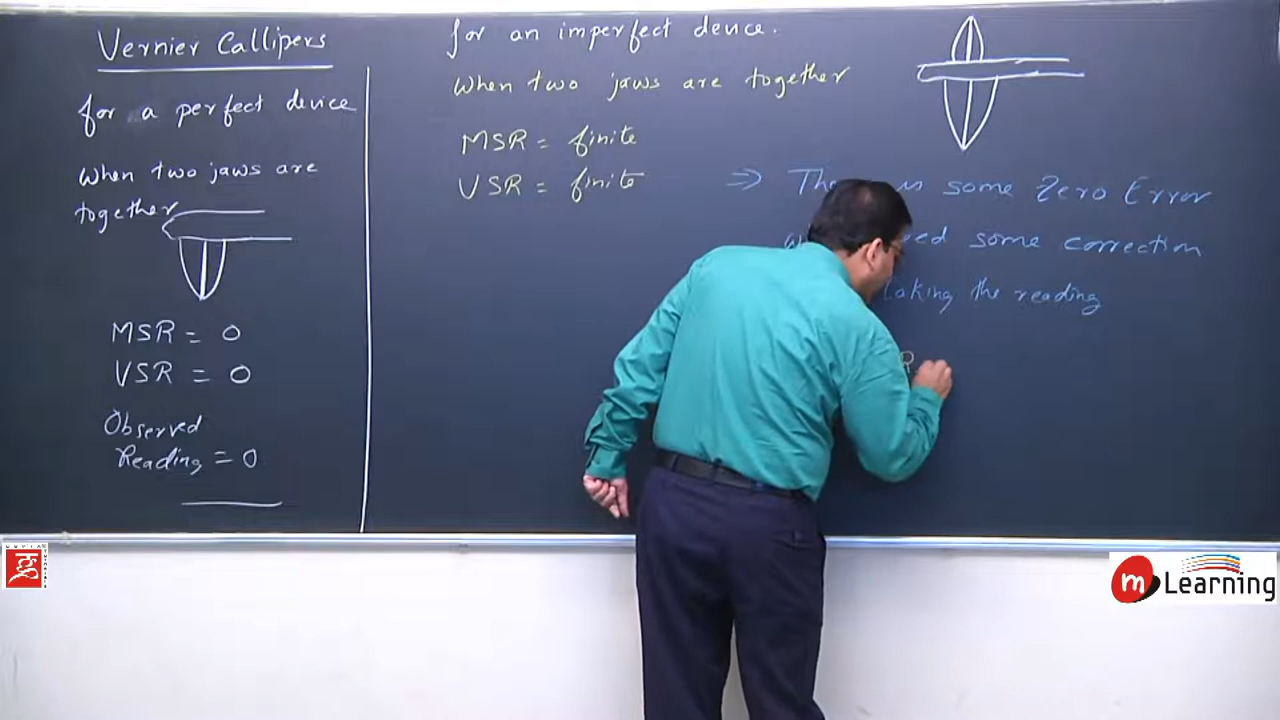 Vernier Callipers
for a perfect device
when two jaws are
together
MSR = 0
VSR = 0
Observed
Reading = 0
for an imperfect device.
when two jaws are together
MSR = finite
VSR = finite
⇒ is some Zero Error
some correction
taking the reading
R
m Learning